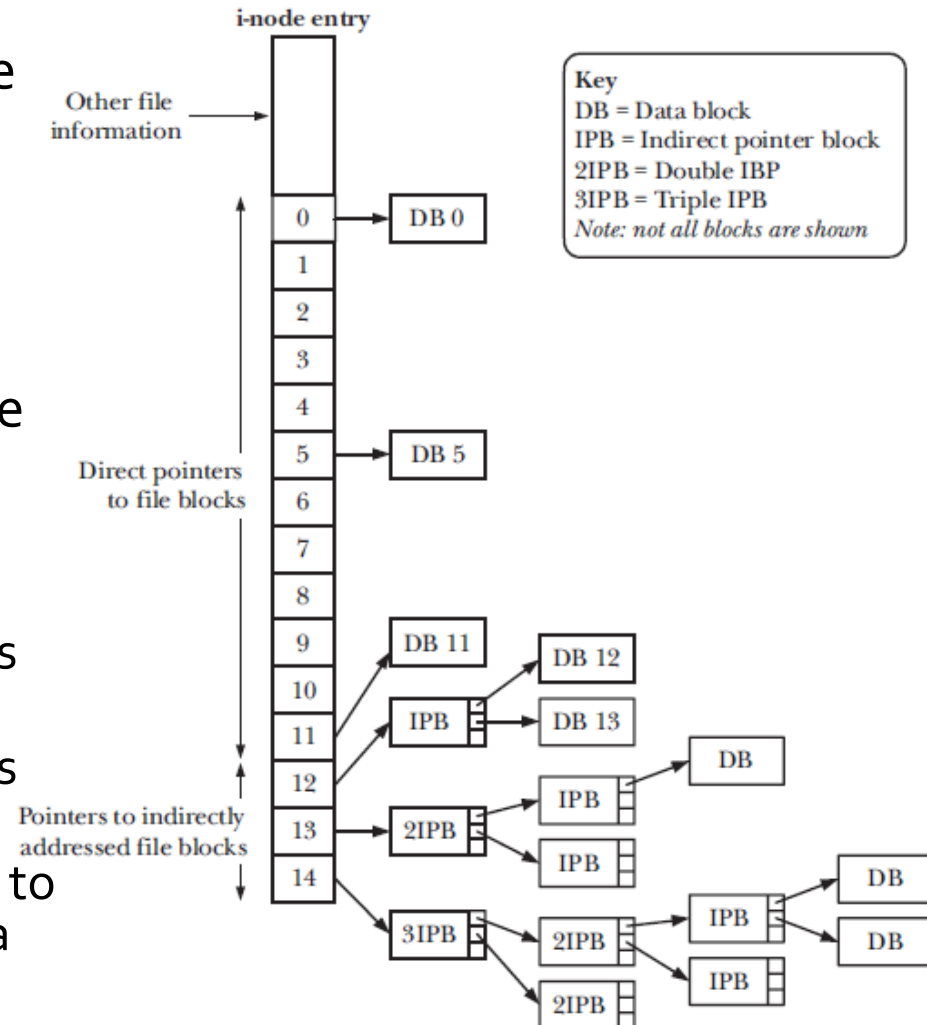 i-node entry
e
Other file
information
Key
DB = Data block
IPB = Indirect pointer block
2IPB = Double IBP
3IPB = Triple IPB
Note: not all blocks are shown
0
DB 0
1
2
3
4
e
5
DB 5
Direct pointers
to file blocks
6
7
8
9
DB 11
s
DB 12
10
11
IPB
DB 13
s
12
DB
Pointers to indirectly
addressed file blocks
13
2IPB
IPB
IPB
14
to
DB
a
3IPB
2IPB
IPB
DB
IPB
2IPB